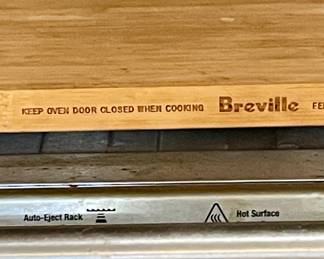 KEEP OVEN DOOR CLOSED WHEN COOKING Breville
Auto-Eject Rack Hot Surface